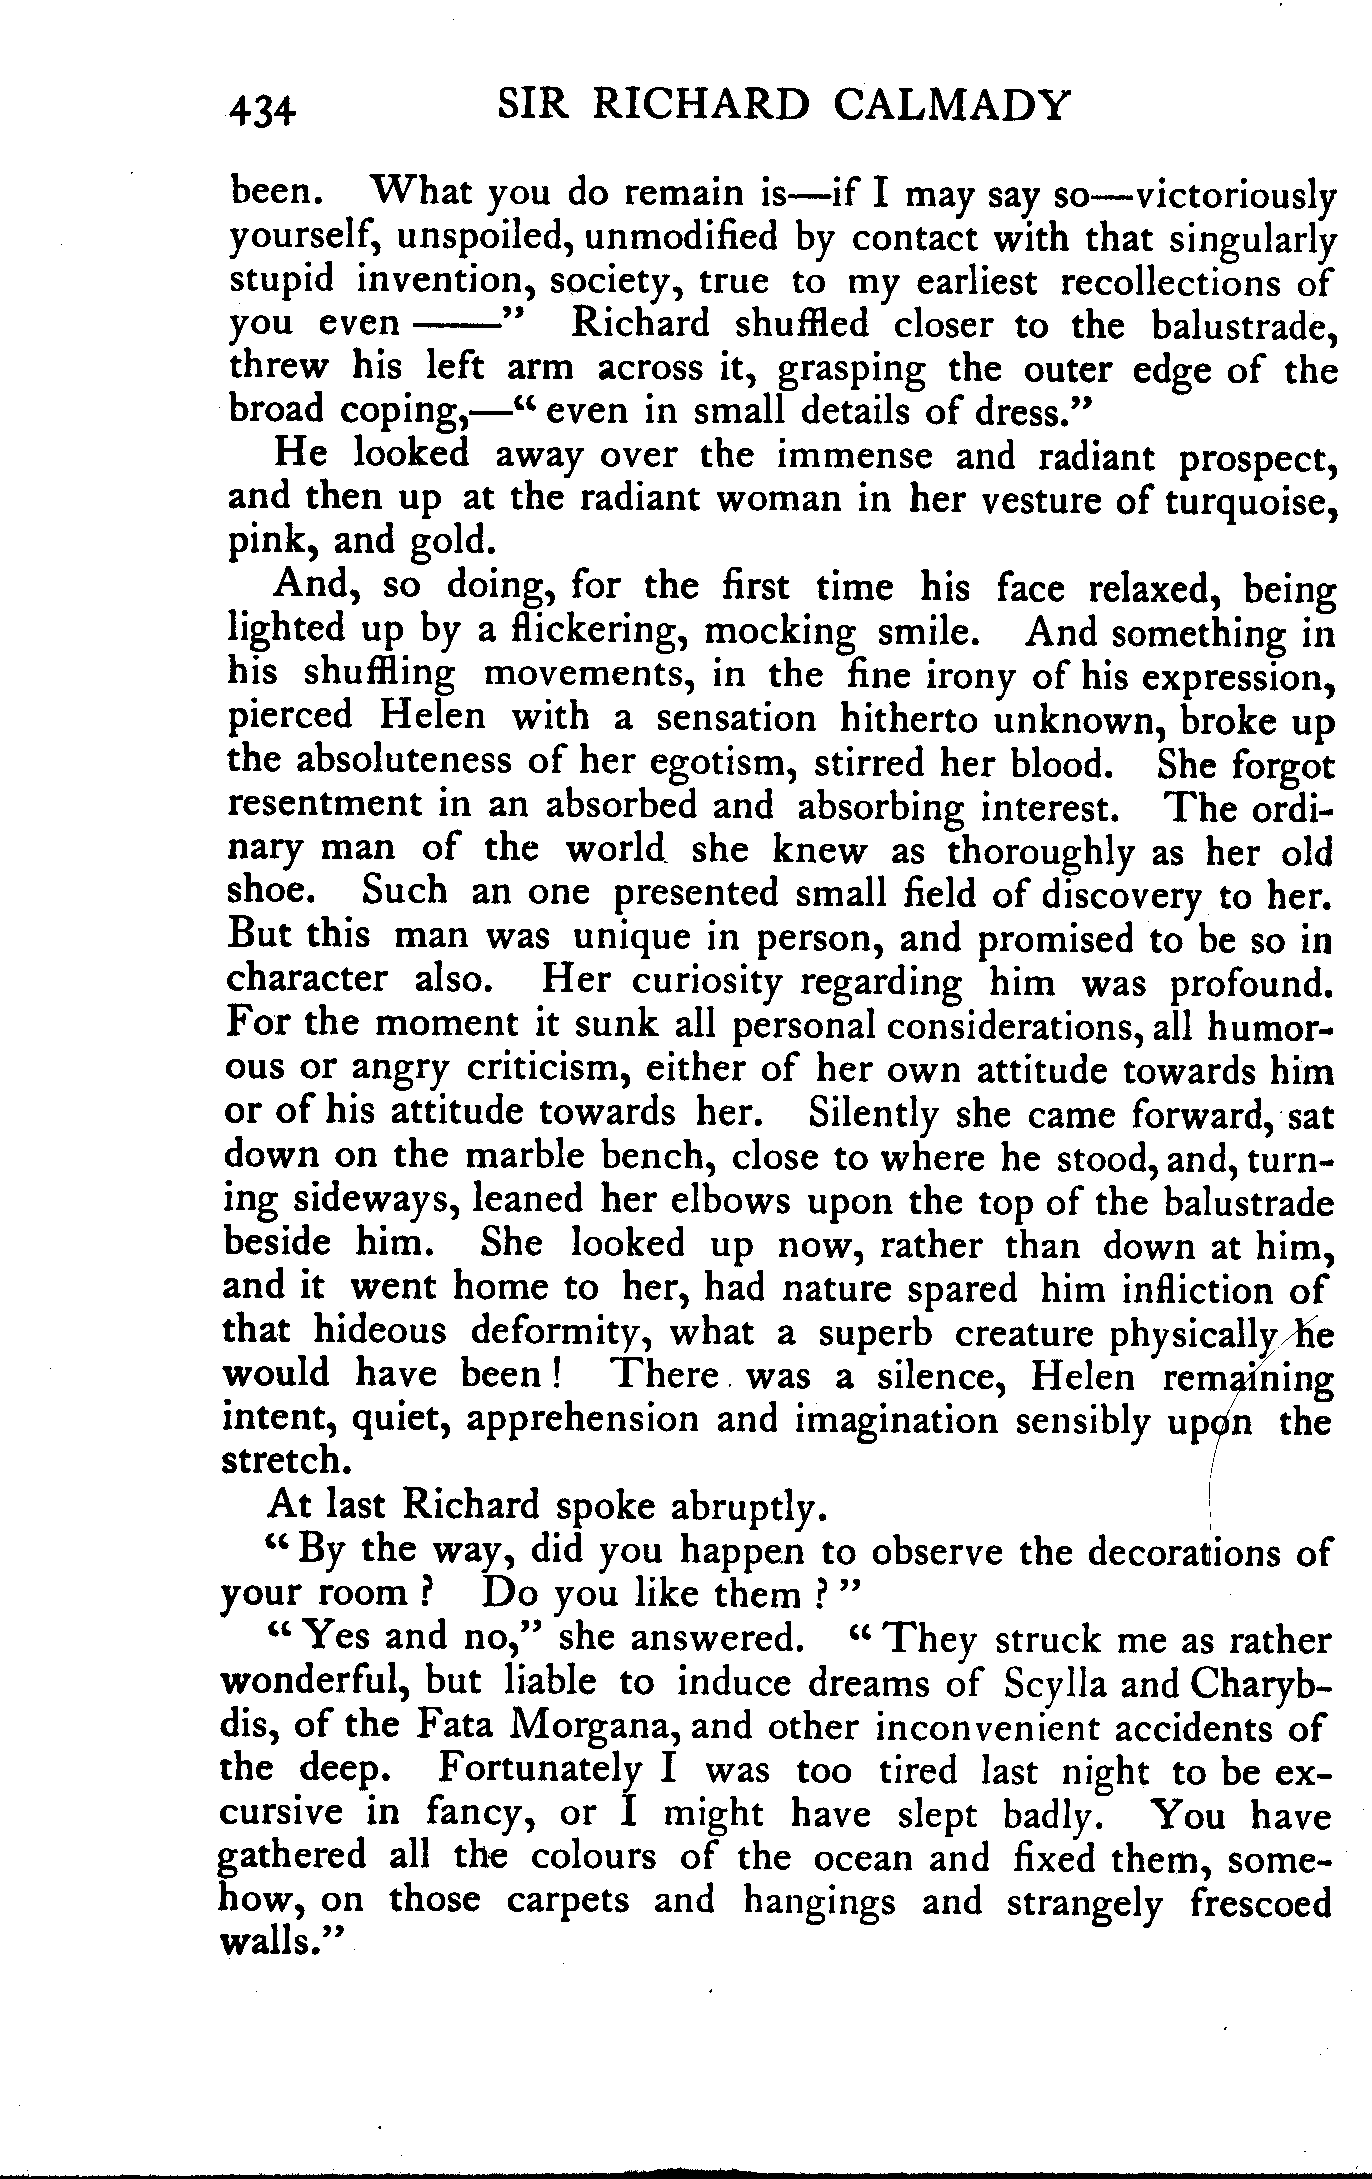 434 SIR RICHARD CALMADY
been. What you do remain is—if I may say so—victoriously
yourself, unspoiled, unmodified by contact with that singularly
stupid invention, society, true to my earliest recollections of
you even ——” Richard shuffled closer to the balustrade,
threw his left arm across it, grasping the outer edge of the
broad coping,—“ even in small details of dress.”
He looked away over the immense and radiant prospect,
and then up at the radiant woman in her vesture of turquoise,
pink, and gold.
And, so doing, for the first time his face relaxed, being
lighted up by a flickering, mocking smile. And something in
his shuffling movements, in the fine irony of his expression,
pierced Helen with a sensation hitherto unknown, broke up
the absoluteness of her egotism, stirred her blood. She forgot
resentment in an absorbed and absorbing interest. The ordi-
nary man of the world she knew as thoroughly as her old
shoe. Such an one presented small field of discovery to her.
But this man was unique in person, and promised to be so in
character also. Her curiosity regarding him was profound.
For the moment it sunk all personal considerations, all humor-
ous or angry criticism, either of her own attitude towards him
or of his attitude towards her. Silently she came forward, sat
down on the marble bench, close to where he stood, and, turn-
ing sideways, leaned her elbows upon the top of the balustrade
beside him. She looked up now, rather than down at him,
and it went home to her, had nature spared him infliction of
that hideous deformity, what a superb creature physically he
would have been ! There was a silence, Helen remaining
intent, quiet, apprehension and imagination sensibly upon the
stretch.
At last Richard spoke abruptly.
“ By the way, did you happen to observe the decorations of
your room ? Do you like them ? ”
“ Yes and no,” she answered. “ They struck me as rather
wonderful, but liable to induce dreams of Scylla and Charyb-
dis, of the Fata Morgana, and other inconvenient accidents of
the deep. Fortunately I was too tired last night to be ex-
cursive in fancy, or I might have slept badly. You have
gathered all the colours of the ocean and fixed them, some-
how, on those carpets and hangings and strangely frescoed
walls.”